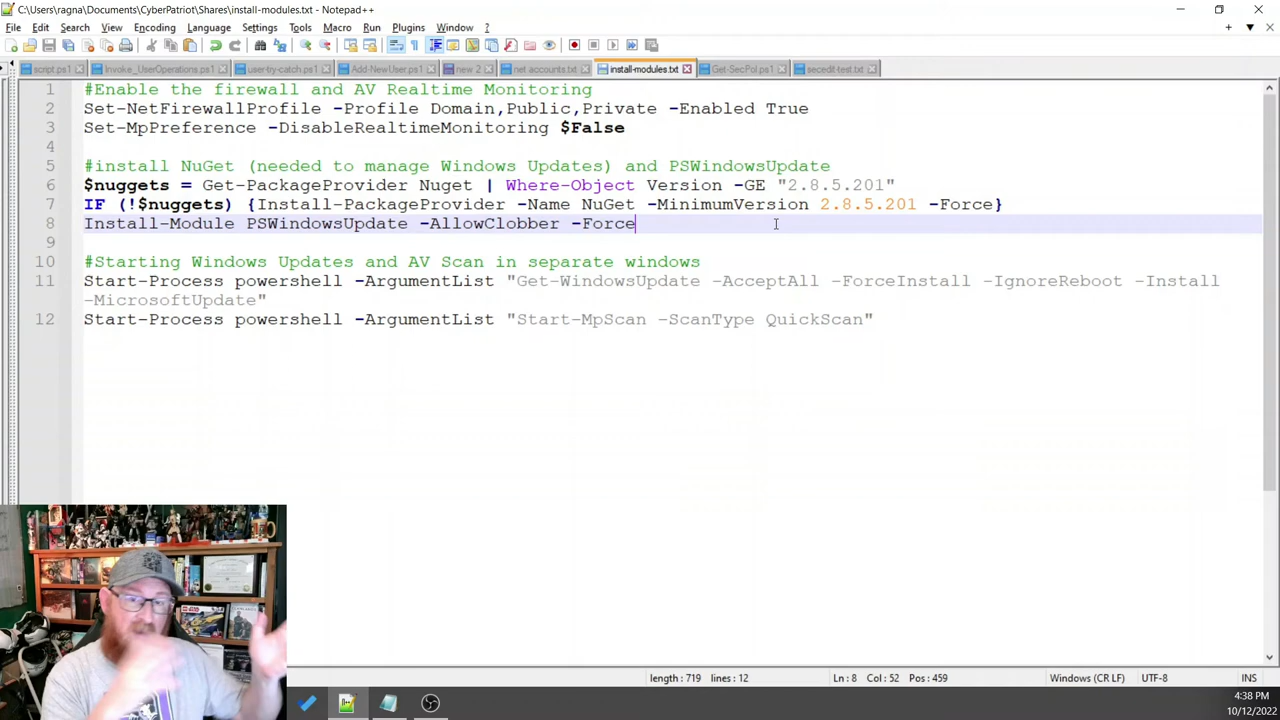 C:\Users\ragna\Documents\CyberPatriot\Shares\install-modules.txt - Notepad++
File Edit Search View Encoding Language Settings Tools Macro Run Plugins Window ?
script.ps1 Invoke_UserOperations.ps1 user-try-catch.ps1 Add-NewUser.ps1 new 2 net accounts.txt install-modules.txt Get-SecPol.ps1 secedit-test.txt
1 #Enable the firewall and AV Realtime Monitoring
2 Set-NetFirewallProfile -Profile Domain,Public,Private -Enabled True
3 Set-MpPreference -DisableRealtimeMonitoring $False
4
5 #install NuGet (needed to manage Windows Updates) and PSWindowsUpdate
6 $nuggets = Get-PackageProvider Nuget | Where-Object Version -GE "2.8.5.201"
7 IF (!$nuggets) {Install-PackageProvider -Name NuGet -MinimumVersion 2.8.5.201 -Force}
8 Install-Module PSWindowsUpdate -AllowClobber -Force
9
10 #Starting Windows Updates and AV Scan in separate windows
11 Start-Process powershell -ArgumentList "Get-WindowsUpdate -AcceptAll -ForceInstall -IgnoreReboot -Install
-MicrosoftUpdate"
12 Start-Process powershell -ArgumentList "Start-MpScan -ScanType QuickScan"
length : 719 lines : 12 Ln : 8 Col : 52 Pos : 459 Windows (CR LF) UTF-8 INS
4:38 PM
10/12/2022